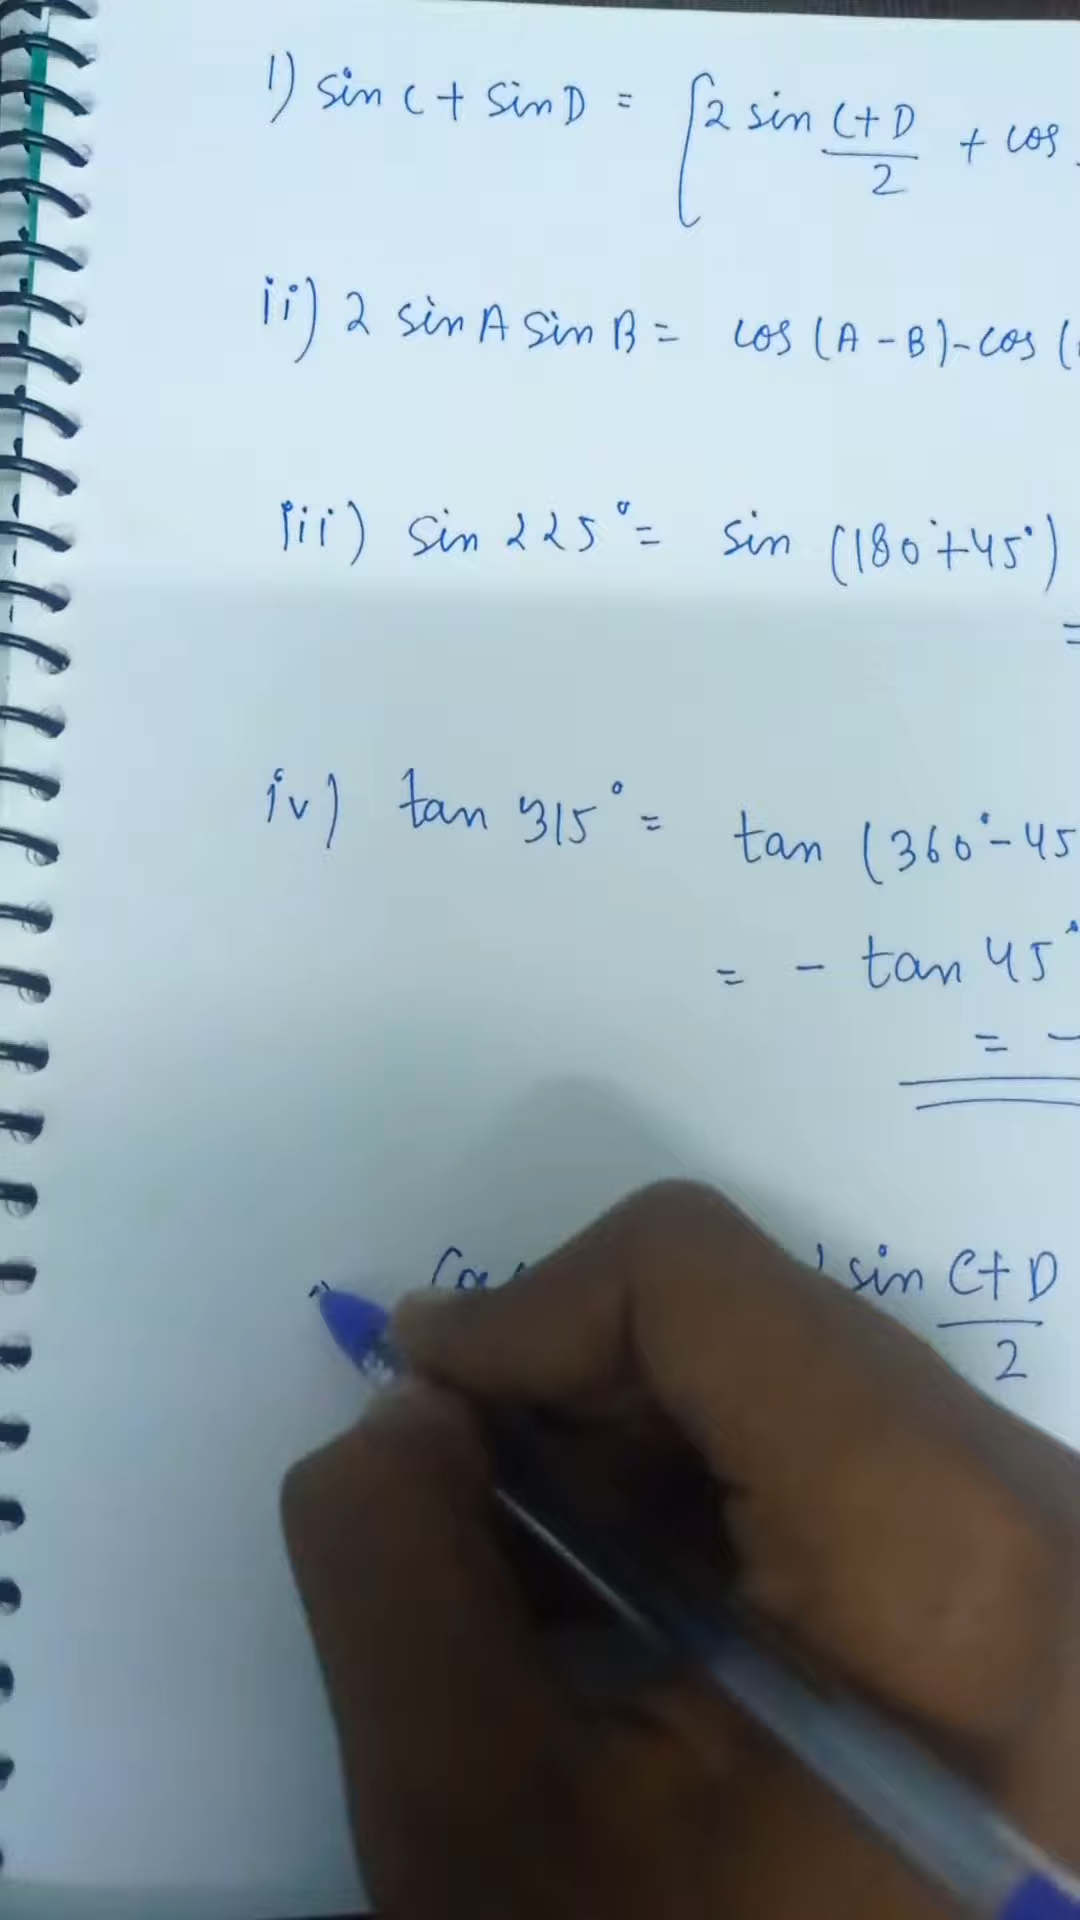 1) sin C + sin D = [2 sin (C+D)/2 + cos
ii) 2 sin A sin B = cos (A - B) - cos (
iii) sin 225° = sin (180° + 45°)
=
iv) tan 315° = tan (360° - 45
= - tan 45°
= -
sin (C+D)/2